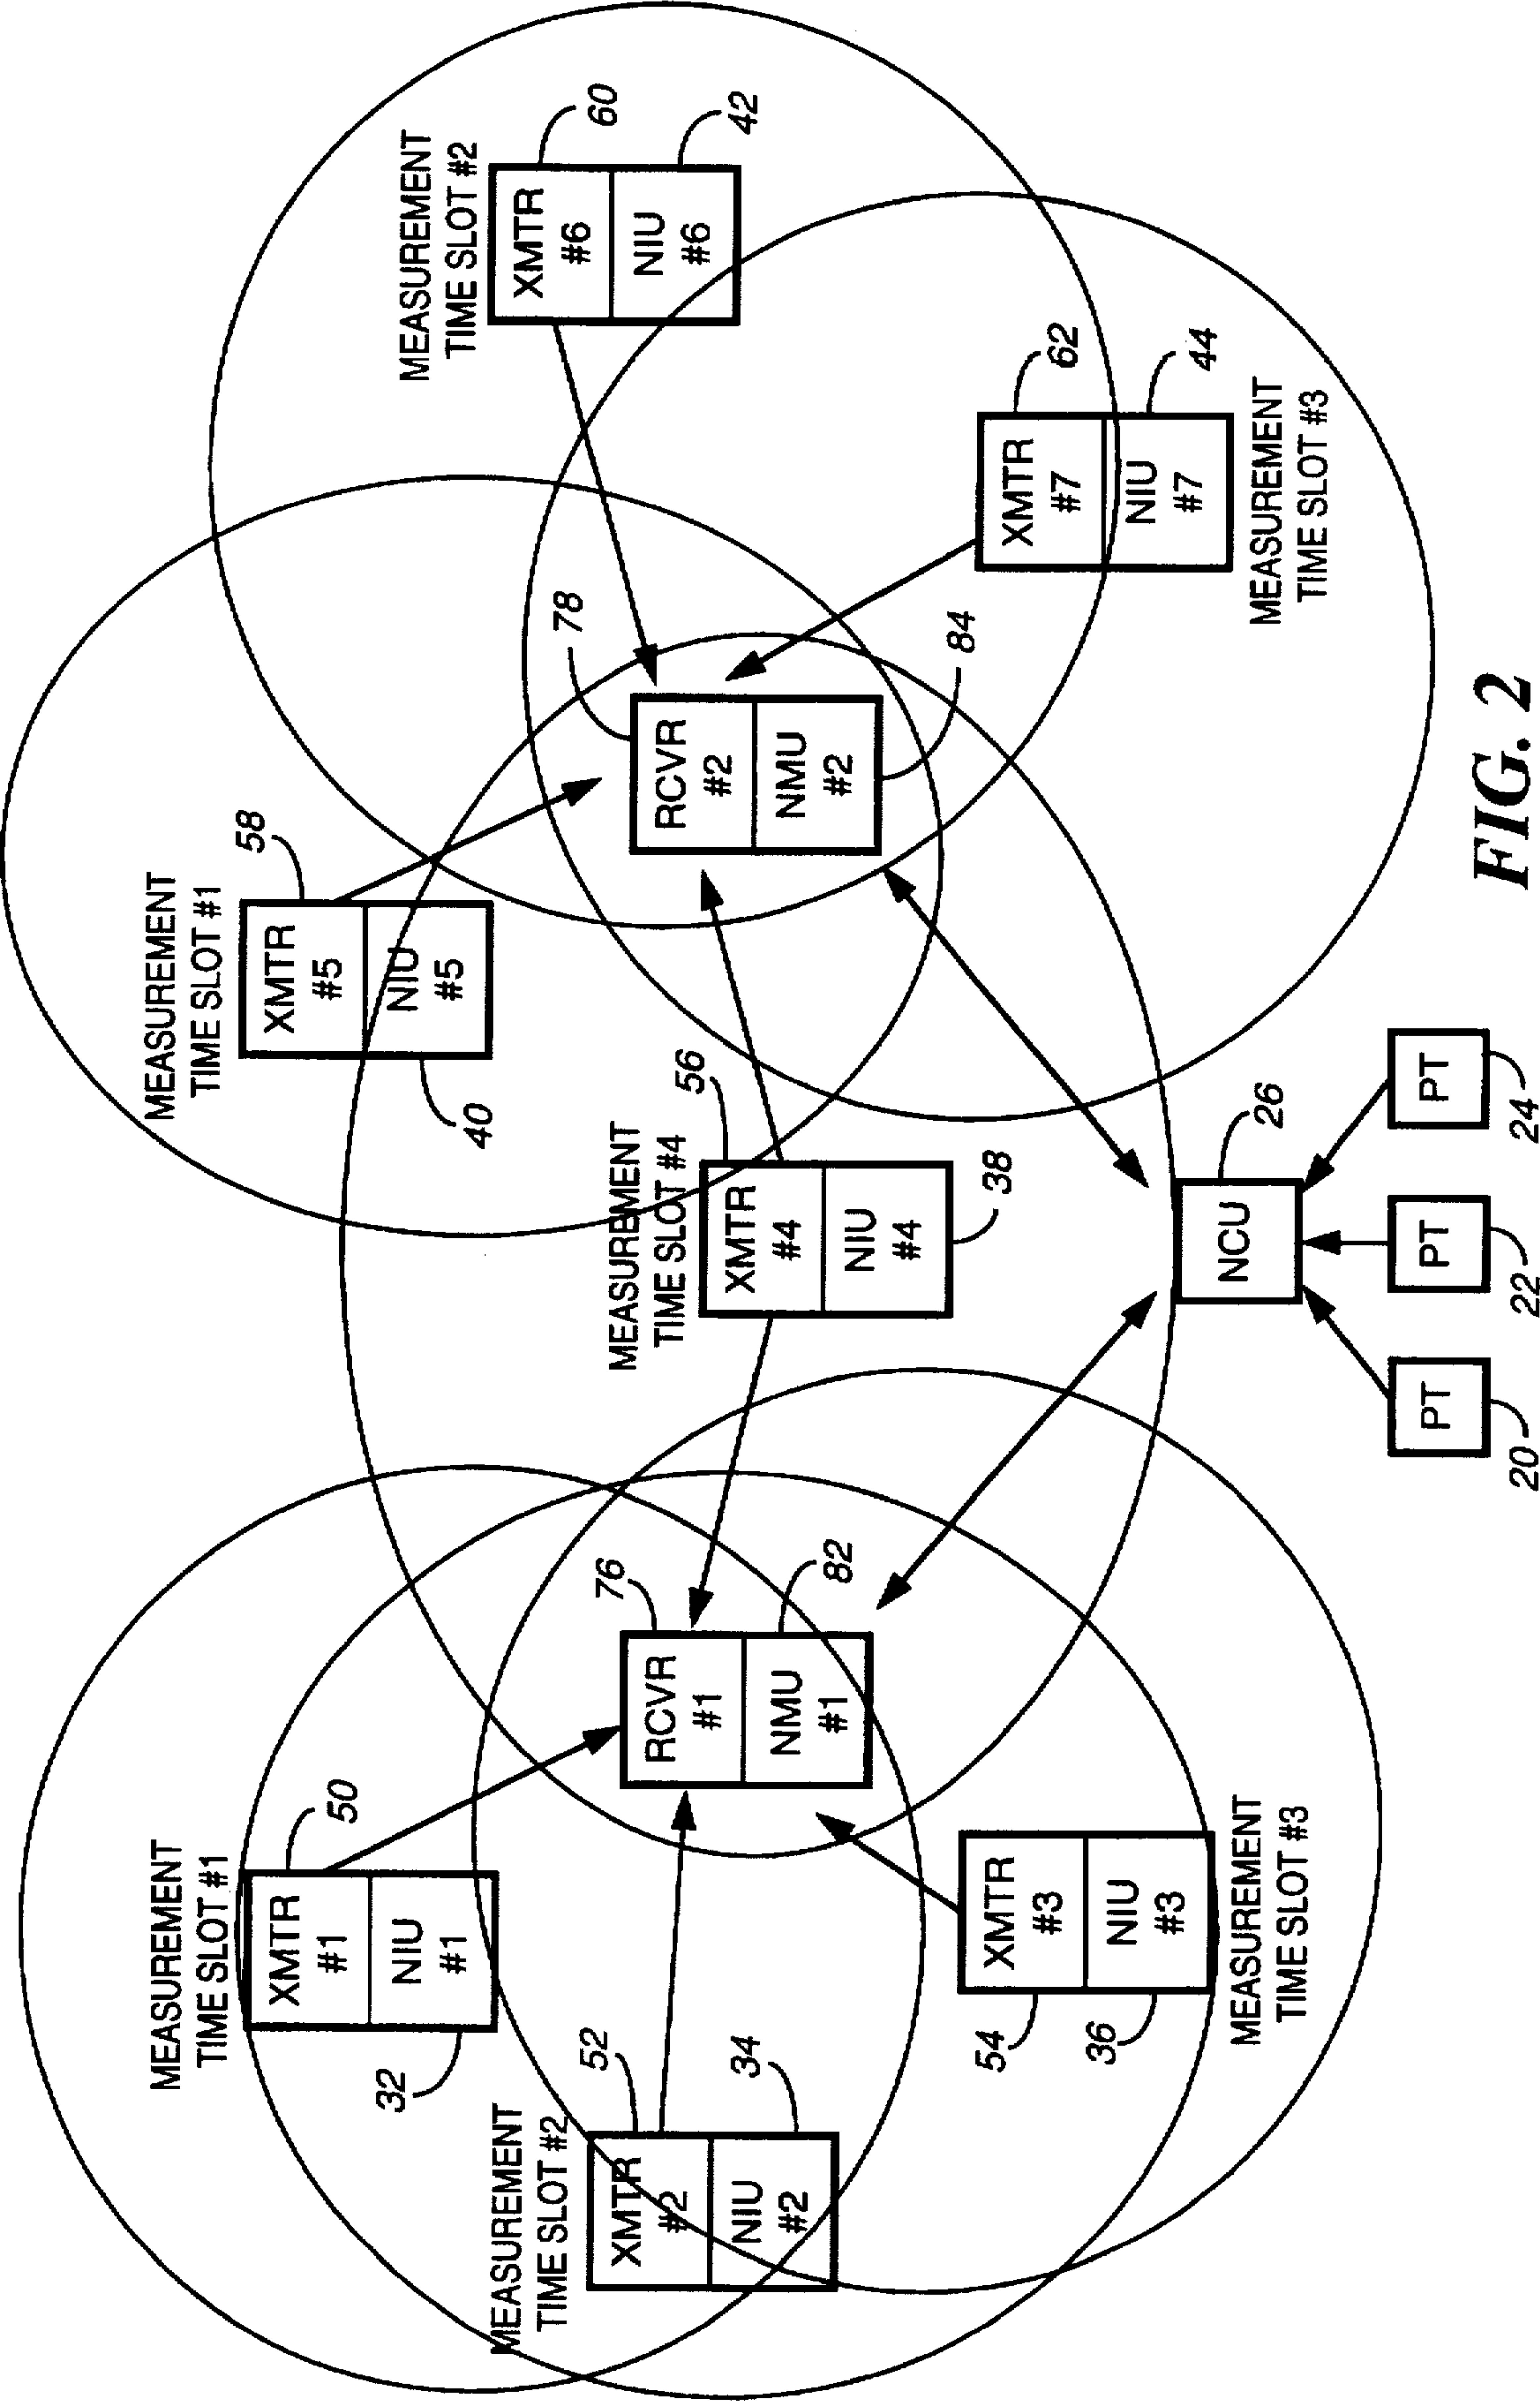 MEASUREMENT
TIME SLOT #1
50
XMTR
#1
NIU
#1
32
MEASUREMENT
TIME SLOT #2
52
XMTR
#2
NIU
#2
34
54
XMTR
#3
NIU
#3
36
MEASUREMENT
TIME SLOT #3
76
RCVR
#1
NMU
#1
82
MEASUREMENT
TIME SLOT #4
56
XMTR
#4
NIU
#4
38
MEASUREMENT
TIME SLOT #1
58
XMTR
#5
NIU
#5
40
78
RCVR
#2
NMU
#2
84
MEASUREMENT
TIME SLOT #2
60
XMTR
#6
NIU
#6
42
62
XMTR
#7
NIU
#7
44
MEASUREMENT
TIME SLOT #3
NCU
26
PT
20
PT
22
PT
24
FIG. 2